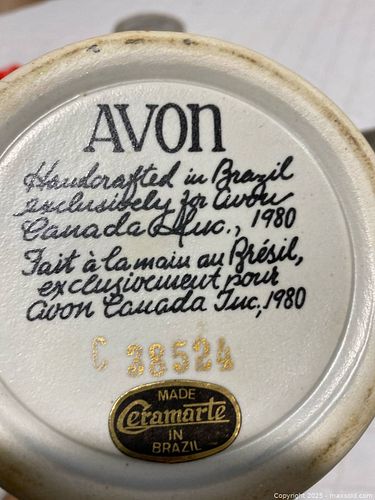 AVON
Handcrafted in Brazil
exclusively for Avon
Canada Inc., 1980
Fait à la main au Brésil,
exclusivement pour
Avon Canada Inc, 1980
C 38524
MADE
Ceramarte
IN
BRAZIL
Copyright 2025 - maxsold.com